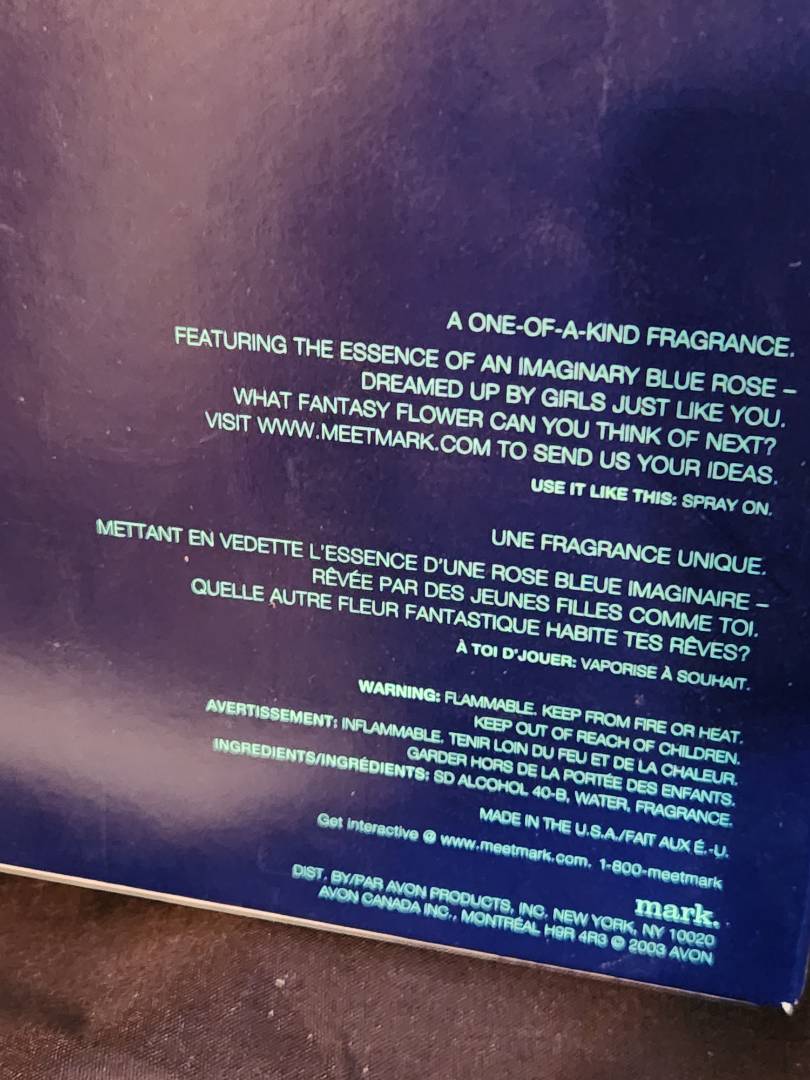 A ONE-OF-A-KIND FRAGRANCE.
FEATURING THE ESSENCE OF AN IMAGINARY BLUE ROSE –
DREAMED UP BY GIRLS JUST LIKE YOU.
WHAT FANTASY FLOWER CAN YOU THINK OF NEXT?
VISIT WWW.MEETMARK.COM TO SEND US YOUR IDEAS.
USE IT LIKE THIS: SPRAY ON.
UNE FRAGRANCE UNIQUE.
METTANT EN VEDETTE L'ESSENCE D'UNE ROSE BLEUE IMAGINAIRE –
RÊVÉE PAR DES JEUNES FILLES COMME TOI.
QUELLE AUTRE FLEUR FANTASTIQUE HABITE TES RÊVES?
À TOI D'JOUER: VAPORISE À SOUHAIT.
WARNING: FLAMMABLE. KEEP FROM FIRE OR HEAT.
KEEP OUT OF REACH OF CHILDREN.
AVERTISSEMENT: INFLAMMABLE. TENIR LOIN DU FEU ET DE LA CHALEUR.
GARDER HORS DE LA PORTÉE DES ENFANTS.
INGREDIENTS/INGRÉDIENTS: SD ALCOHOL 40-B, WATER, FRAGRANCE.
MADE IN THE U.S.A./FAIT AUX É.-U.
Get interactive @ www.meetmark.com, 1-800-meetmark
mark.
DIST. BY/PAR AVON PRODUCTS, INC. NEW YORK, NY 10020
AVON CANADA INC., MONTRÉAL H9R 4R3 © 2003 AVON